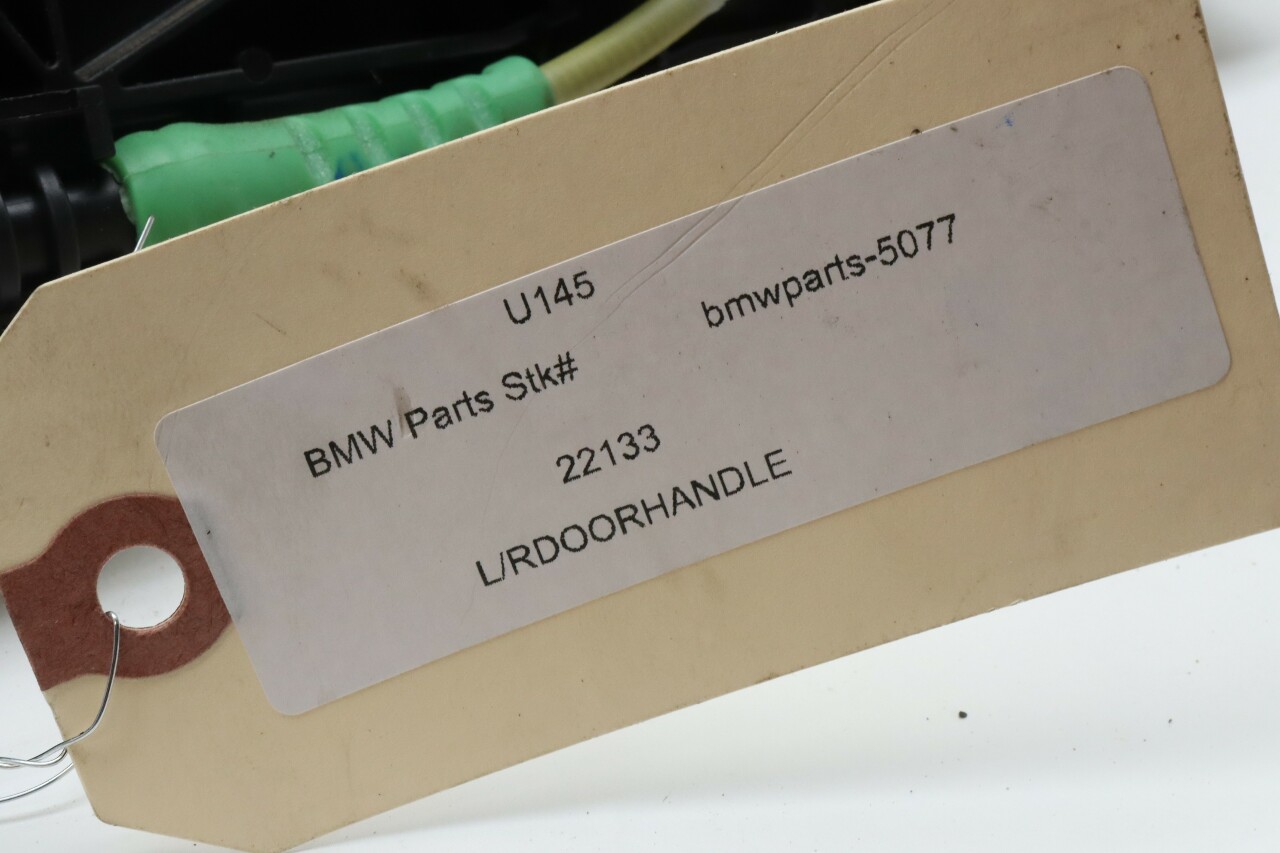 U145
BMW Parts Stk# bmwparts-5077
22133
L/RDOORHANDLE